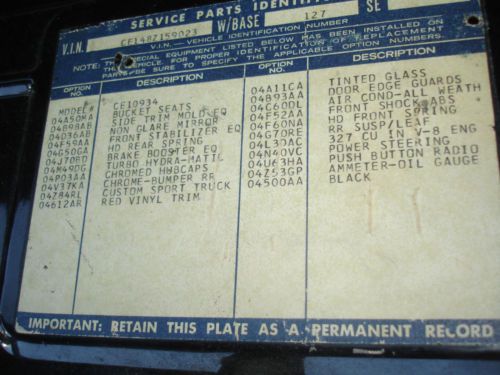 SERVICE PARTS IDENTIF
V.I.N. CE148Z159023 W/BASE 127 SE
V.I.N.— VEHICLE IDENTIFICATION NUMBER
NOTE: THE SPECIAL EQUIPMENT LISTED BELOW HAS BEEN INSTALLED ON
THIS VEHICLE. FOR PROPER IDENTIFICATION OF REPLACEMENT
PARTS BE SURE TO SPECIFY THE APPLICABLE OPTION NUMBERS.
OPTION NO. DESCRIPTION OPTION NO. DESCRIPTION
MODEL# CE10934 04A11CA TINTED GLASS
04A50MA BUCKET SEATS 04B93AA DOOR EDGE GUARDS
04B98AB SIDE TRIM MOLD EQ 04C60DL AIR COND-ALL WEATH
04D36AB NON GLARE MIRROR 04F52AA FRONT SHOCK ABS
04F59AA FRONT STABILIZER EQ 04F60AA HD FRONT SPRING
04G50GA HD REAR SPRING 04G70RE RR SUSP/LEAF
04J70BD BRAKE BOOSTER EQ 04L30AC 327 CU IN V-8 ENG
04M49DG TURBO HYDRA-MATIC 04N40VC POWER STEERING
04P03AA CHROMED HUBCAPS 04U63HA PUSH BUTTON RADIO
04V37KA CHROME-BUMPER RR 04Z53GP AMMETER-OIL GAUGE
04Z84RL CUSTOM SPORT TRUCK 04500AA BLACK
04612AR RED VINYL TRIM
IMPORTANT: RETAIN THIS PLATE AS A PERMANENT RECORD